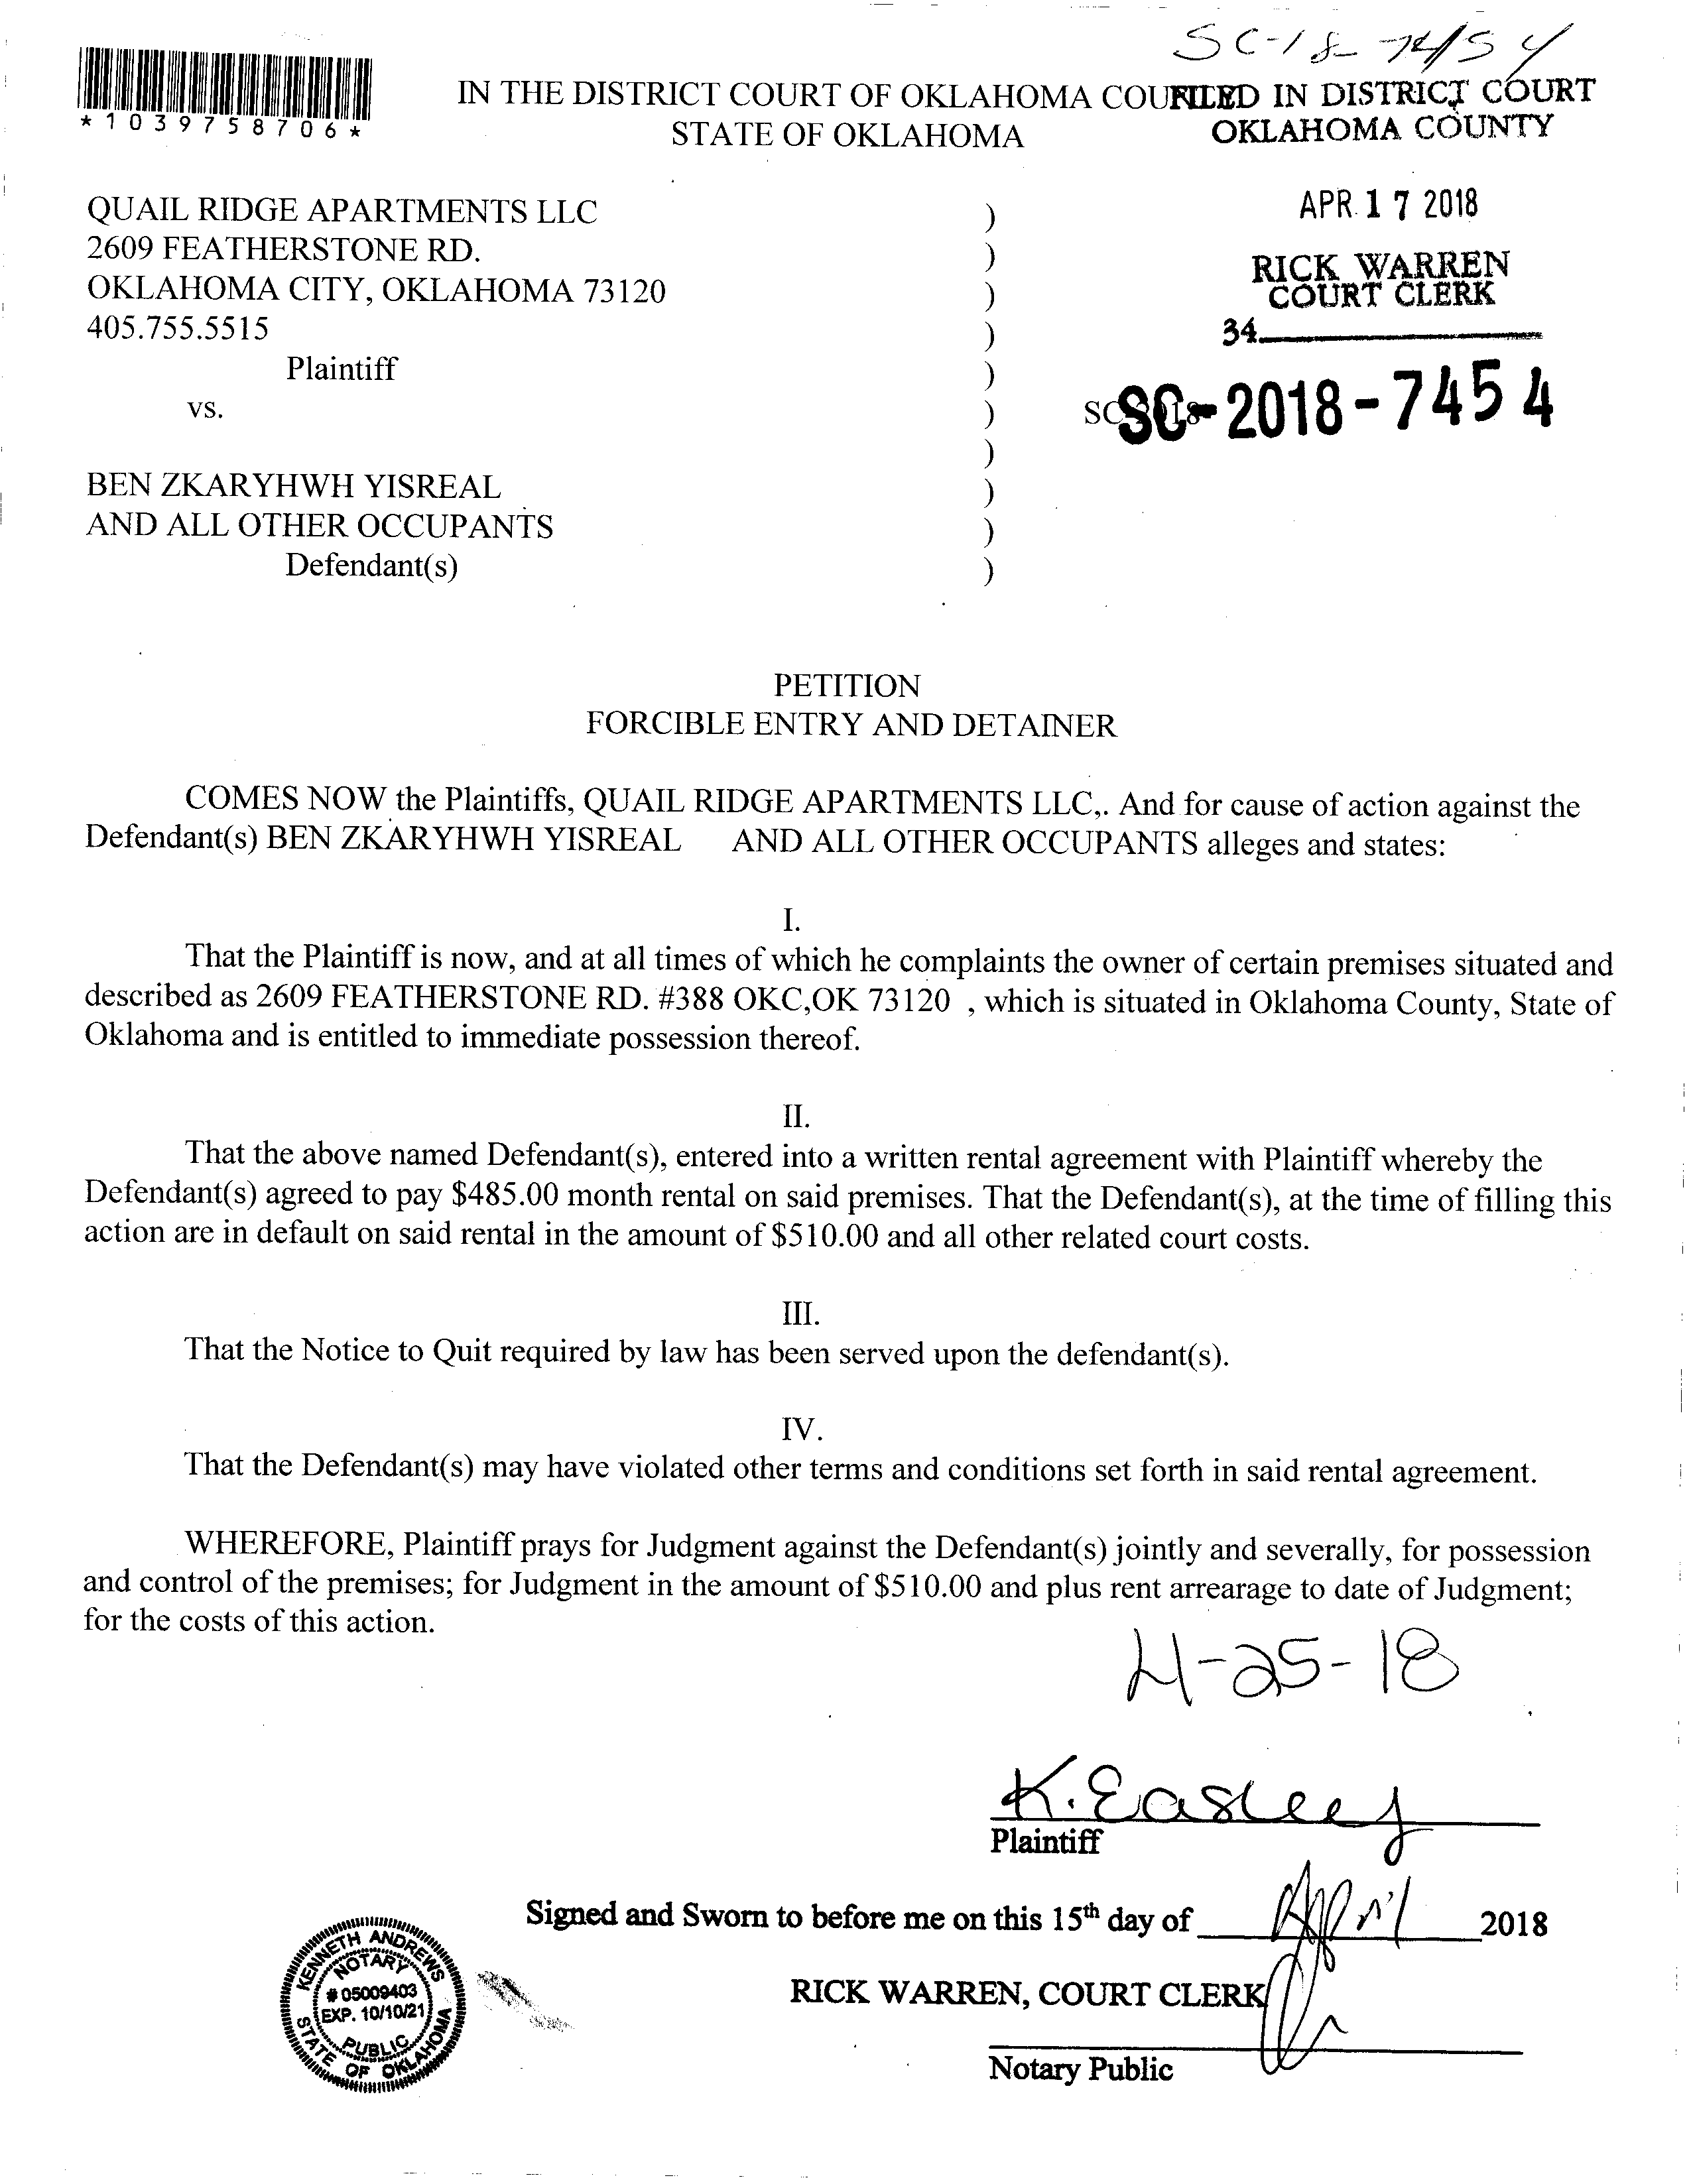 SC-18-7454
*1039758706*
IN THE DISTRICT COURT OF OKLAHOMA COU
STATE OF OKLAHOMA
FILED IN DISTRICT COURT
OKLAHOMA COUNTY
APR 17 2018
RICK WARREN
COURT CLERK
34
SC-2018-7454
QUAIL RIDGE APARTMENTS LLC )
2609 FEATHERSTONE RD. )
OKLAHOMA CITY, OKLAHOMA 73120 )
405.755.5515 )
Plaintiff )
vs. )
)
BEN ZKARYHWH YISREAL )
AND ALL OTHER OCCUPANTS )
Defendant(s) )
PETITION
FORCIBLE ENTRY AND DETAINER
COMES NOW the Plaintiffs, QUAIL RIDGE APARTMENTS LLC,. And for cause of action against the
Defendant(s) BEN ZKARYHWH YISREAL AND ALL OTHER OCCUPANTS alleges and states:
I.
That the Plaintiff is now, and at all times of which he complaints the owner of certain premises situated and
described as 2609 FEATHERSTONE RD. #388 OKC,OK 73120 , which is situated in Oklahoma County, State of
Oklahoma and is entitled to immediate possession thereof.
II.
That the above named Defendant(s), entered into a written rental agreement with Plaintiff whereby the
Defendant(s) agreed to pay $485.00 month rental on said premises. That the Defendant(s), at the time of filling this
action are in default on said rental in the amount of $510.00 and all other related court costs.
III.
That the Notice to Quit required by law has been served upon the defendant(s).
IV.
That the Defendant(s) may have violated other terms and conditions set forth in said rental agreement.
WHEREFORE, Plaintiff prays for Judgment against the Defendant(s) jointly and severally, for possession
and control of the premises; for Judgment in the amount of $510.00 and plus rent arrearage to date of Judgment;
for the costs of this action.
4-25-18
K. Easley
Plaintiff
Signed and Sworn to before me on this 15th day of April 2018
RICK WARREN, COURT CLERK
Notary Public
KENNETH ANDREWS
NOTARY
# 05009403
EXP. 10/10/21
PUBLIC
STATE OF OKLAHOMA